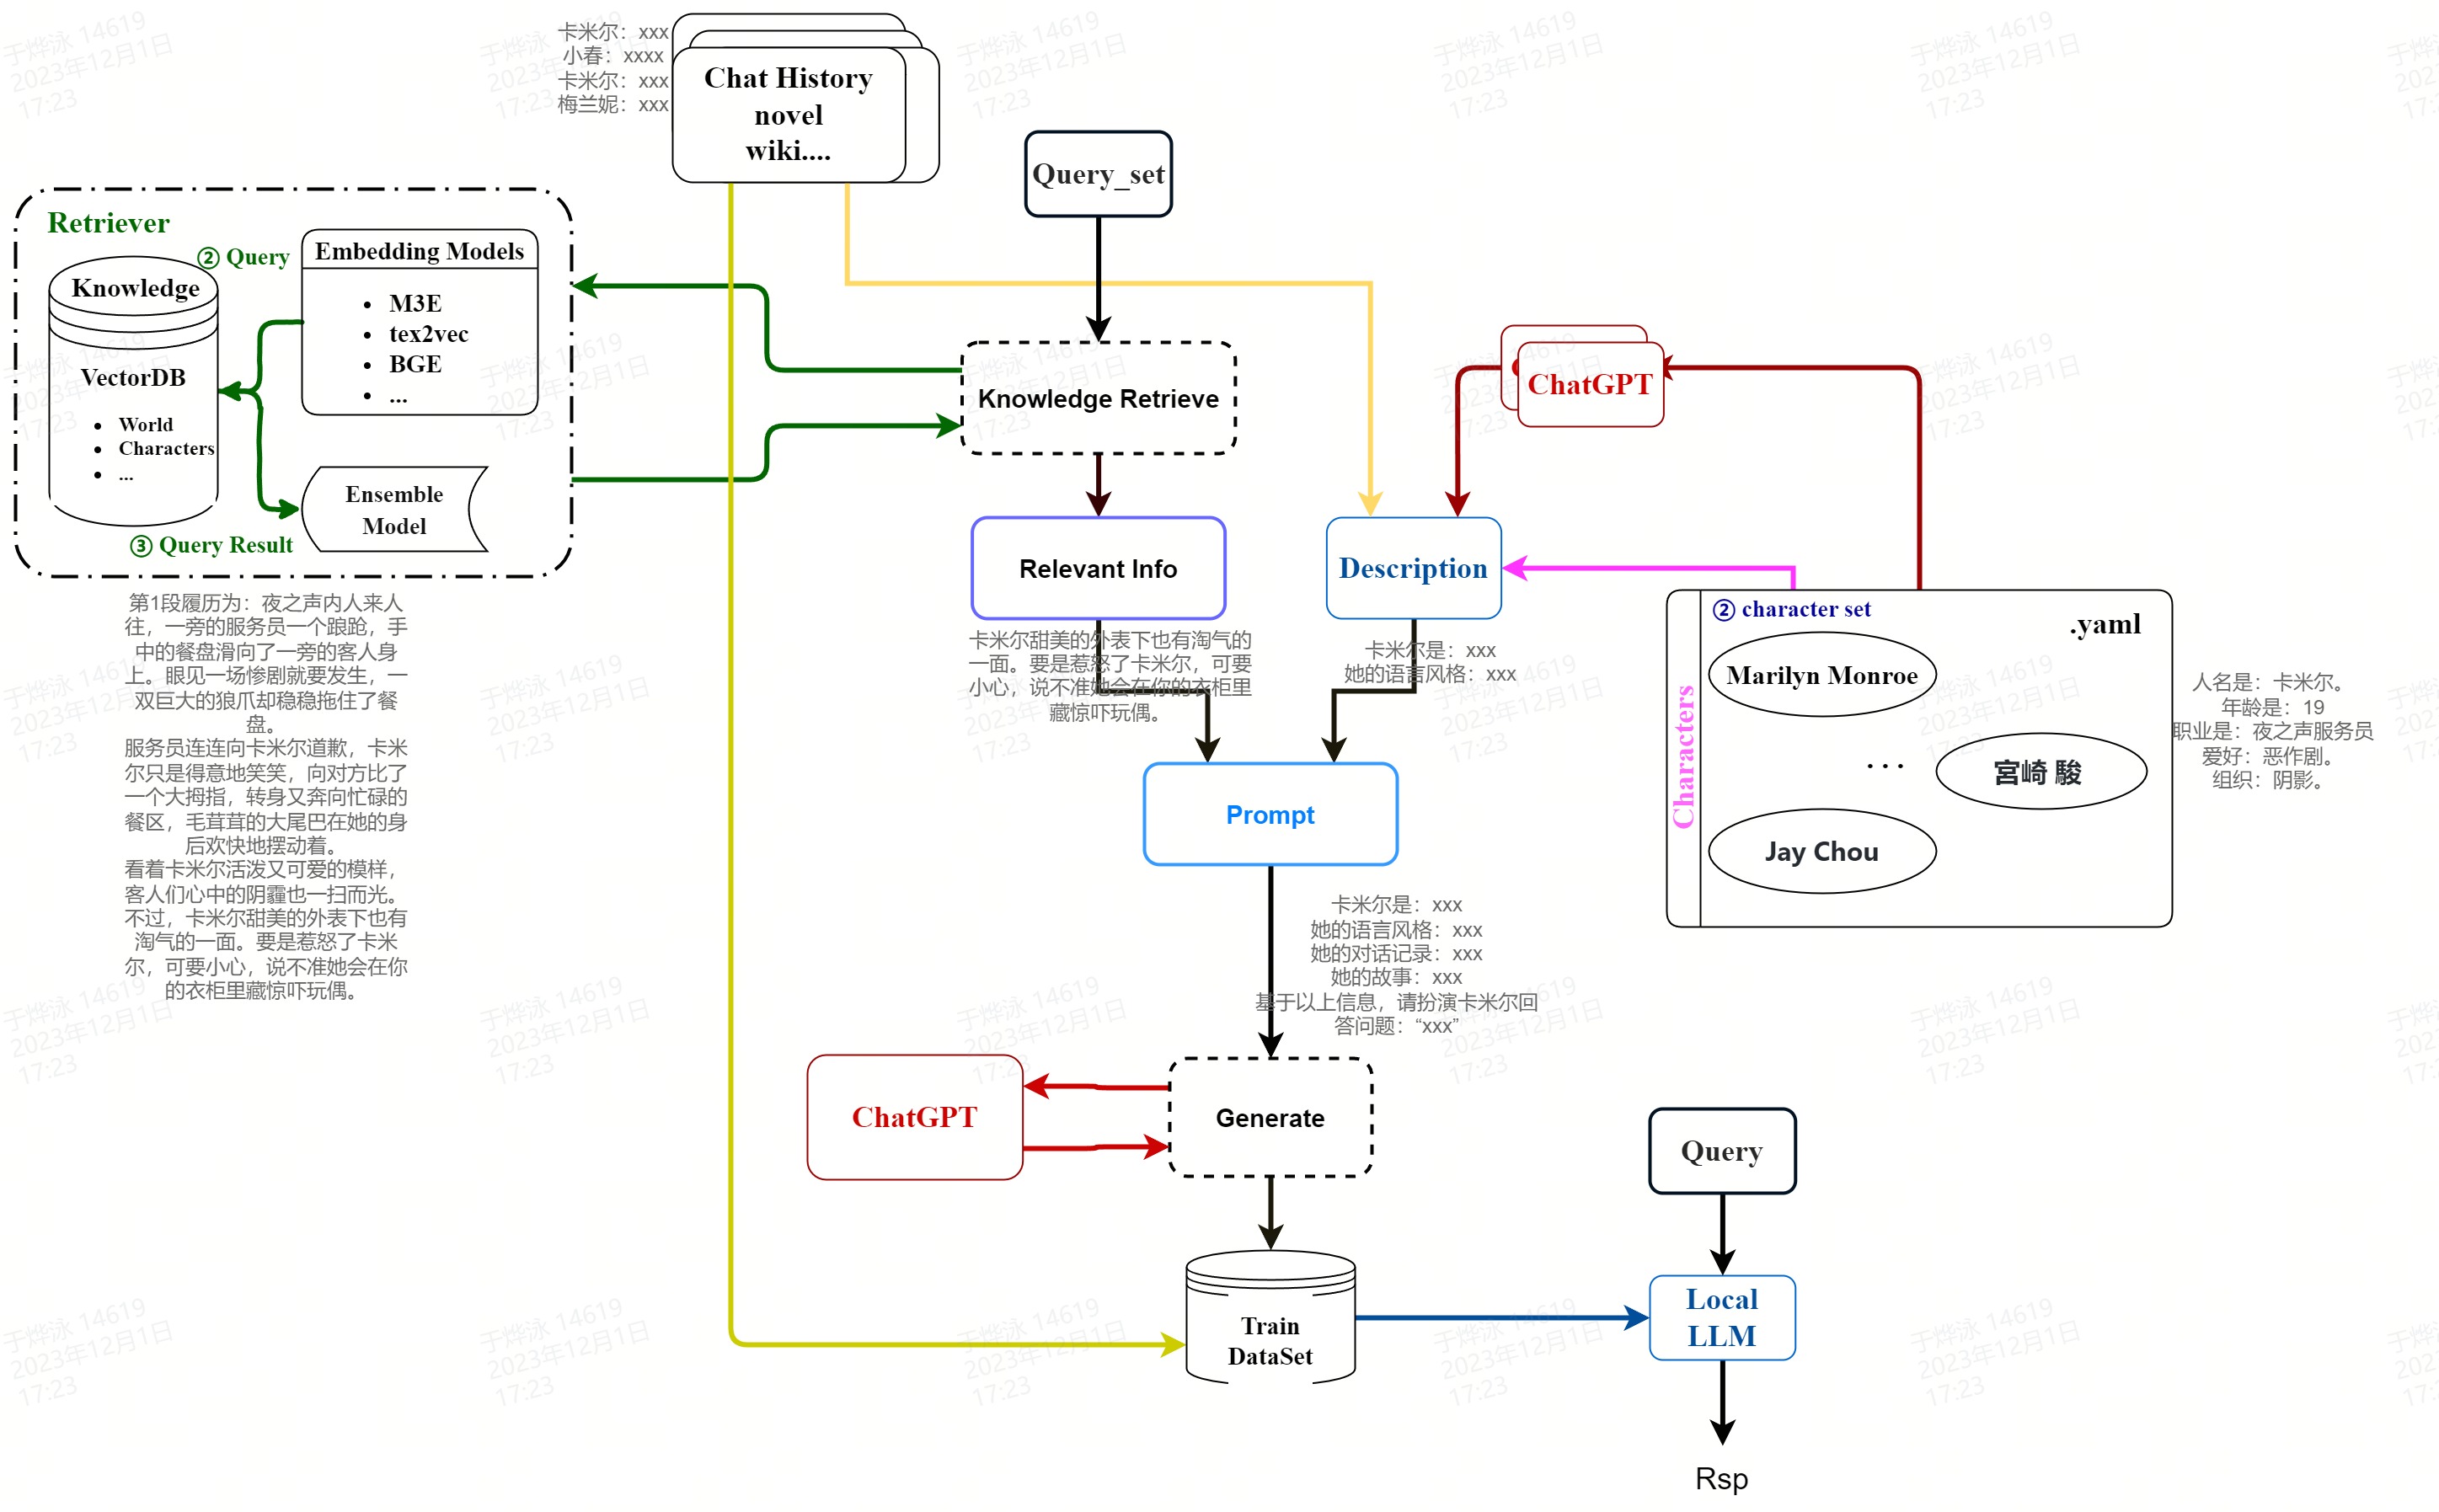 卡米尔：xxx
小春：xxxx
卡米尔：xxx
梅兰妮：xxx
Chat History
novel
wiki....
Query_set
Retriever
② Query
Knowledge
VectorDB
World
Characters
...
Embedding Models
M3E
tex2vec
BGE
...
Ensemble
Model
③ Query Result
Knowledge Retrieve
ChatGPT
Relevant Info
Description
第1段履历为：夜之声内人来人
往，一旁的服务员一个踉跄，手
中的餐盘滑向了一旁的客人身
上。眼见一场惨剧就要发生，一
双巨大的狼爪却稳稳拖住了餐
盘。
服务员连连向卡米尔道歉，卡米
尔只是得意地笑笑，向对方比了
一个大拇指，转身又奔向忙碌的
餐区，毛茸茸的大尾巴在她的身
后欢快地摆动着。
看着卡米尔活泼又可爱的模样，
客人们心中的阴霾也一扫而光。
不过，卡米尔甜美的外表下也有
淘气的一面。要是惹怒了卡米
尔，可要小心，说不准她会在你
的衣柜里藏惊吓玩偶。
卡米尔甜美的外表下也有淘气的
一面。要是惹怒了卡米尔，可要
小心，说不准她会在你的衣柜里
藏惊吓玩偶。
卡米尔是：xxx
她的语言风格：xxx
② character set
.yaml
Characters
Marilyn Monroe
...
宮崎 駿
Jay Chou
人名是：卡米尔。
年龄是：19
职业是：夜之声服务员
爱好：恶作剧。
组织：阴影。
Prompt
卡米尔是：xxx
她的语言风格：xxx
她的对话记录：xxx
她的故事：xxx
基于以上信息，请扮演卡米尔回
答问题：“xxx”
ChatGPT
Generate
Train
DataSet
Query
Local
LLM
Rsp
于烨泳 14619
2023年12月1日
17:23